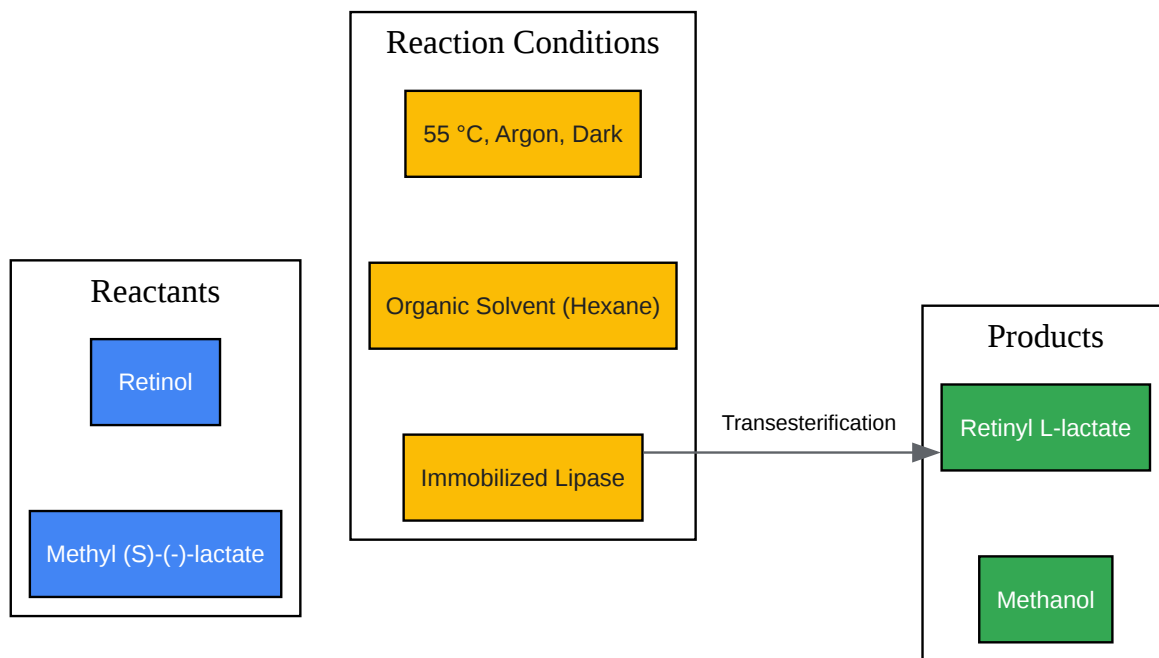 Reactants
Retinol
Methyl (S)-(-)-lactate
Reaction Conditions
55 °C, Argon, Dark
Organic Solvent (Hexane)
Immobilized Lipase
Transesterification
Products
Retinyl L-lactate
Methanol